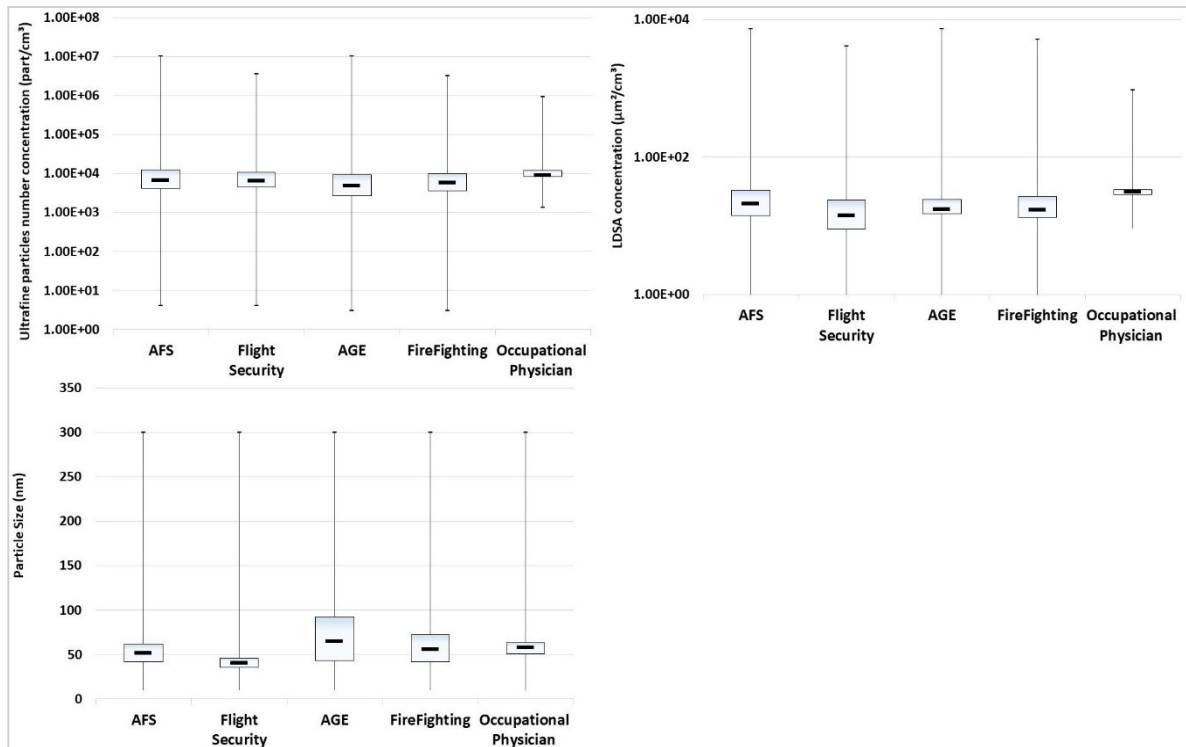 Ultrafine particles number concentration (part/cm³)
1.00E+08
1.00E+07
1.00E+06
1.00E+05
1.00E+04
1.00E+03
1.00E+02
1.00E+01
1.00E+00
AFS
Flight
Security
AGE
FireFighting
Occupational
Physician
LDSA concentration (μm²/cm³)
1.00E+04
1.00E+02
1.00E+00
AFS
Flight
Security
AGE
FireFighting
Occupational
Physician
Particle Size (nm)
350
300
250
200
150
100
50
0
AFS
Flight
Security
AGE
FireFighting
Occupational
Physician